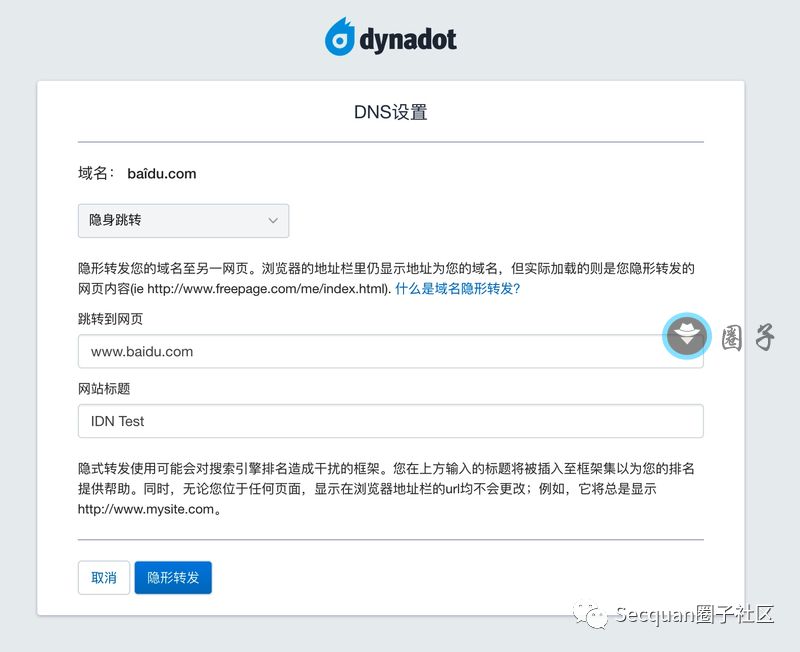 dynadot
DNS设置
域名： baîdu.com
隐身跳转
隐形转发您的域名至另一网页。浏览器的地址栏里仍显示地址为您的域名，但实际加载的则是您隐形转发的
网页内容(ie http://www.freepage.com/me/index.html). 什么是域名隐形转发?
跳转到网页
www.baidu.com
圈子
网站标题
IDN Test
隐式转发使用可能会对搜索引擎排名造成干扰的框架。您在上方输入的标题将被插入至框架集以为您的排名
提供帮助。同时，无论您位于任何页面，显示在浏览器地址栏的url均不会更改；例如，它将总是显示
http://www.mysite.com。
取消 隐形转发
Secquan圈子社区